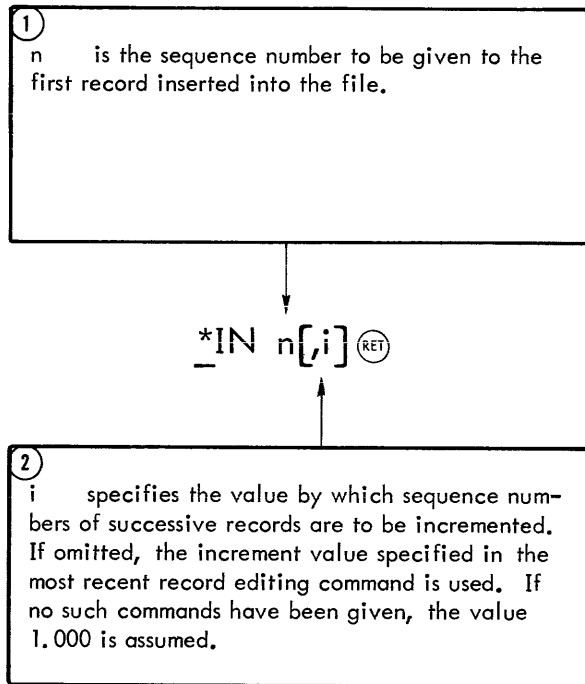 1
n is the sequence number to be given to the
first record inserted into the file.
*IN n[,i] RET
2
i specifies the value by which sequence num-
bers of successive records are to be incremented.
If omitted, the increment value specified in the
most recent record editing command is used. If
no such commands have been given, the value
1.000 is assumed.